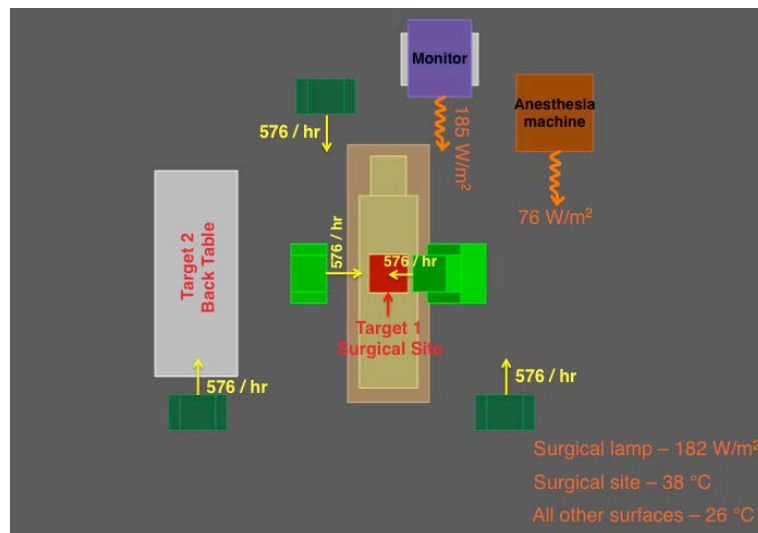 Monitor
Anesthesia
machine
576 / hr
185 W/m²
76 W/m²
Target 2
Back Table
576 / hr
576 / hr
Target 1
Surgical Site
576 / hr
576 / hr
Surgical lamp – 182 W/m²
Surgical site – 38 °C
All other surfaces – 26 °C